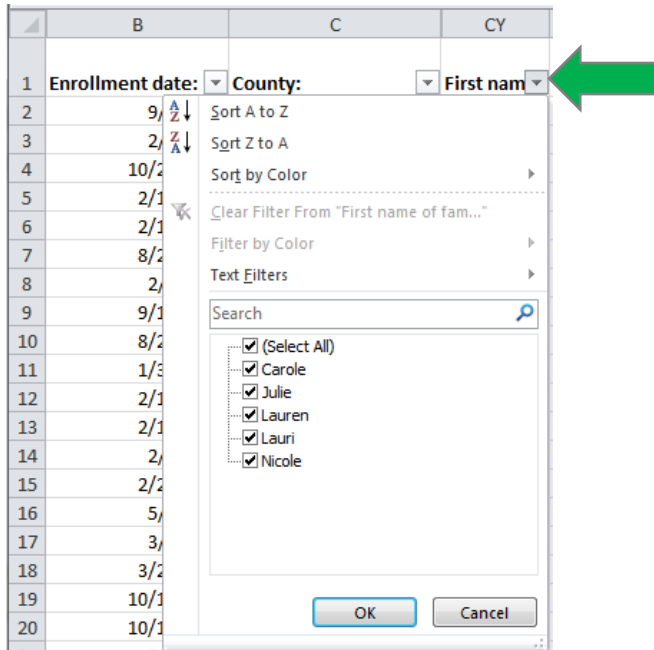 B C CY
1 Enrollment date: County: First nam
2 9/ Sort A to Z
3 2/ Sort Z to A
4 10/2 Sort by Color
5 2/1
6 2/1 Clear Filter From "First name of fam..."
7 8/2 Filter by Color
8 2/ Text Filters
9 9/1 Search
10 8/2 (Select All)
11 1/3 Carole
12 2/1 Julie
13 2/1 Lauren
14 2/ Lauri
15 2/2 Nicole
16 5/
17 3/
18 3/2
19 10/1 OK Cancel
20 10/1